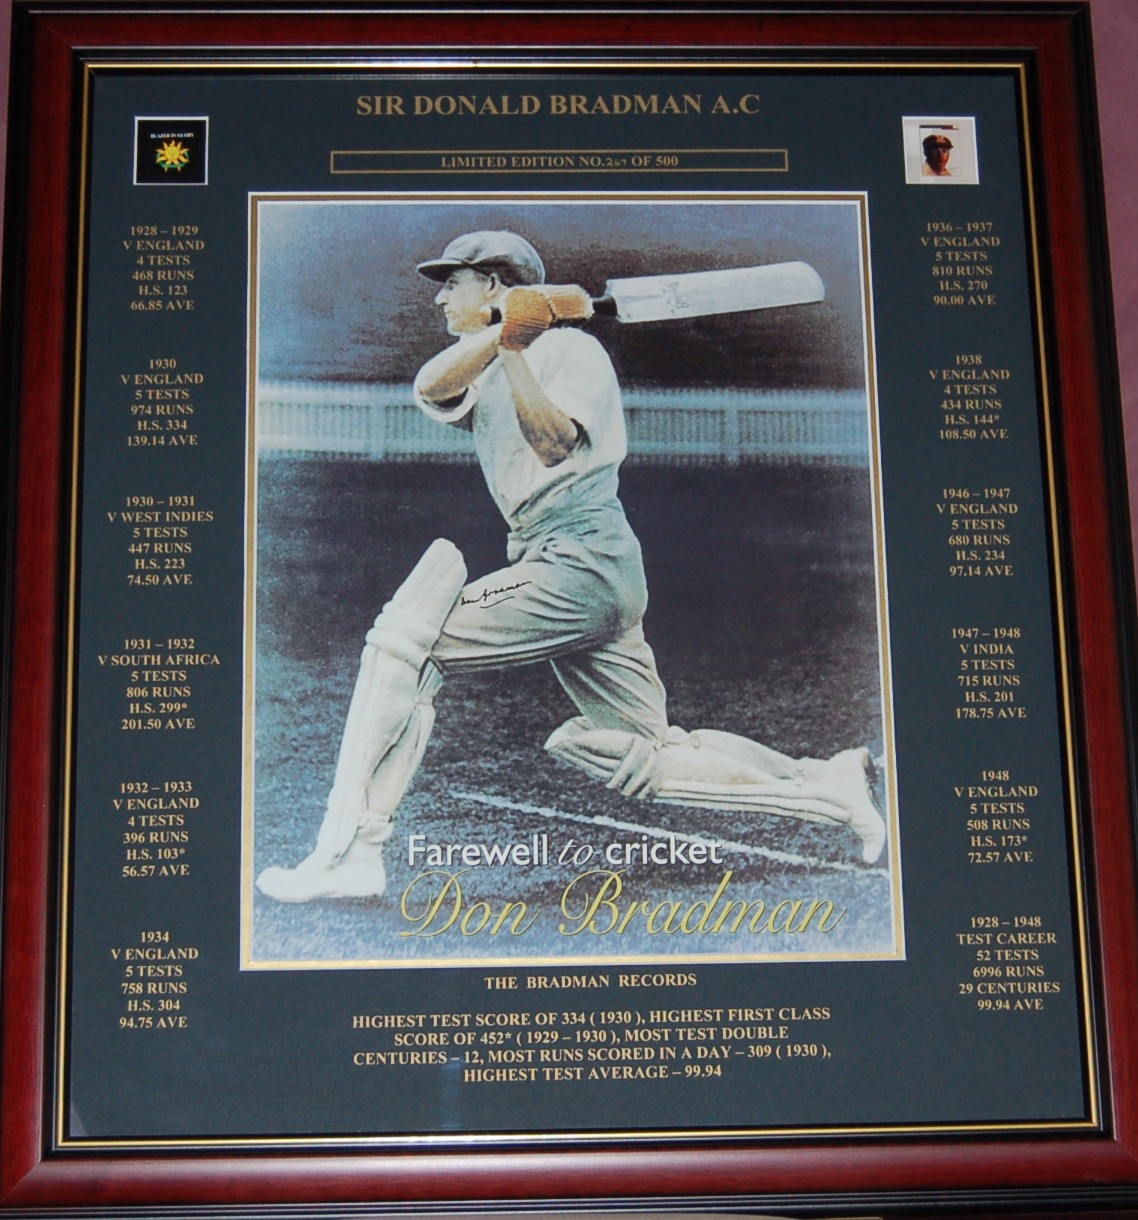 SIR DONALD BRADMAN A.C
BLAZED IN GLORY
LIMITED EDITION NO.267 OF 500
1928 – 1929
V ENGLAND
4 TESTS
468 RUNS
H.S. 123
66.85 AVE
1930
V ENGLAND
5 TESTS
974 RUNS
H.S. 334
139.14 AVE
1930 – 1931
V WEST INDIES
5 TESTS
447 RUNS
H.S. 223
74.50 AVE
1931 – 1932
V SOUTH AFRICA
5 TESTS
806 RUNS
H.S. 299*
201.50 AVE
1932 – 1933
V ENGLAND
4 TESTS
396 RUNS
H.S. 103*
56.57 AVE
1934
V ENGLAND
5 TESTS
758 RUNS
H.S. 304
94.75 AVE
Don Bradman
Farewell to cricket
Don Bradman
1936 – 1937
V ENGLAND
5 TESTS
810 RUNS
H.S. 270
90.00 AVE
1938
V ENGLAND
4 TESTS
434 RUNS
H.S. 144*
108.50 AVE
1946 – 1947
V ENGLAND
5 TESTS
680 RUNS
H.S. 234
97.14 AVE
1947 – 1948
V INDIA
5 TESTS
715 RUNS
H.S. 201
178.75 AVE
1948
V ENGLAND
5 TESTS
508 RUNS
H.S. 173*
72.57 AVE
1928 – 1948
TEST CAREER
52 TESTS
6996 RUNS
29 CENTURIES
99.94 AVE
THE BRADMAN RECORDS
HIGHEST TEST SCORE OF 334 ( 1930 ), HIGHEST FIRST CLASS
SCORE OF 452* ( 1929 – 1930 ), MOST TEST DOUBLE
CENTURIES – 12, MOST RUNS SCORED IN A DAY – 309 ( 1930 ),
HIGHEST TEST AVERAGE – 99.94